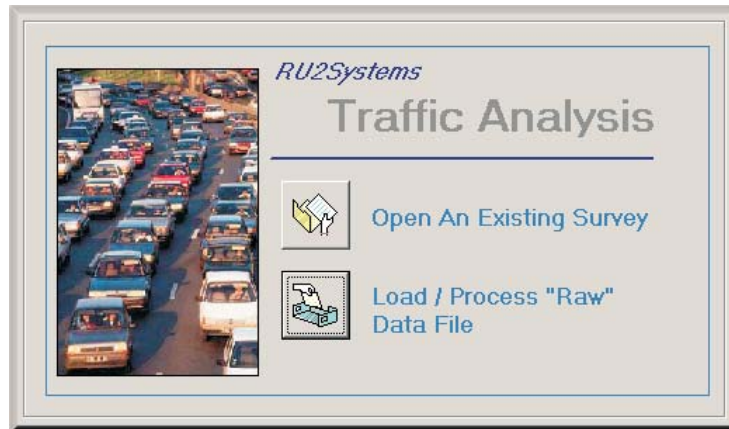 RU2Systems
Traffic Analysis
Open An Existing Survey
Load / Process "Raw"
Data File